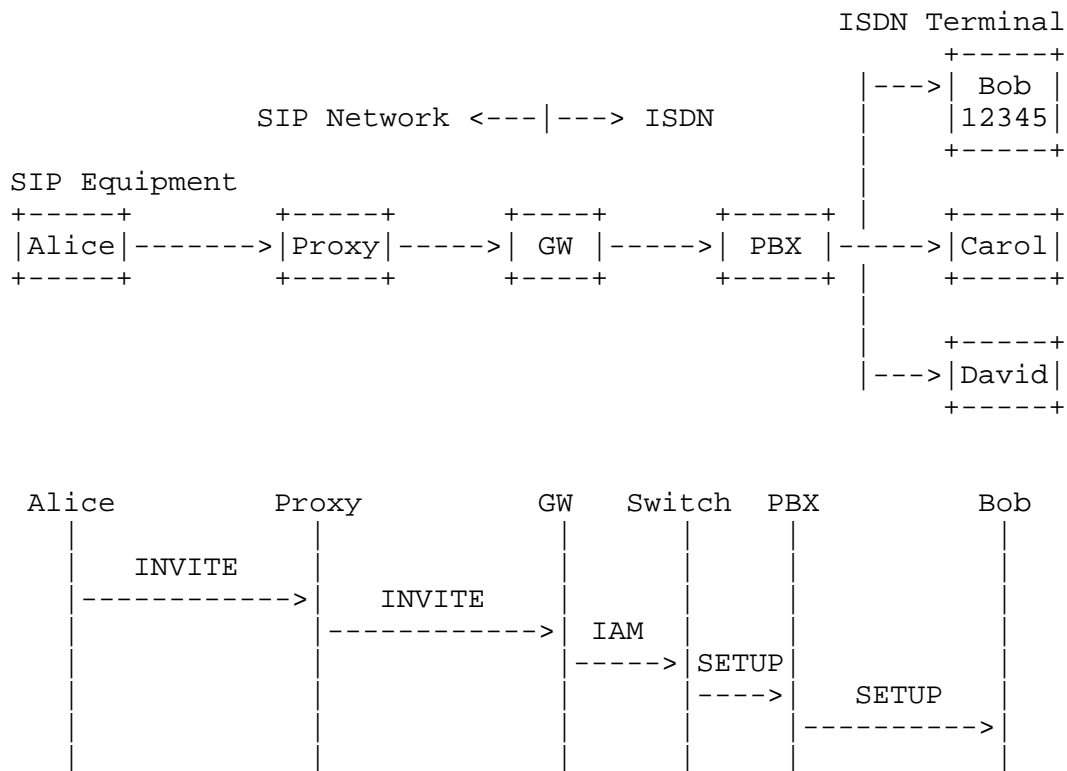 ISDN Terminal
+-----+
|--->| Bob |
SIP Network <---|---> ISDN | |12345|
| +-----+
SIP Equipment |
+-----+ +-----+ +----+ +-----+ | +-----+
|Alice|------->|Proxy|----->| GW |----->| PBX |----->|Carol|
+-----+ +-----+ +----+ +-----+ | +-----+
|
| +-----+
|--->|David|
+-----+
Alice Proxy GW Switch PBX Bob
| | | | | |
| INVITE | | | | |
|------------>| INVITE | | | |
| |------------>| IAM | | |
| | |----->|SETUP| |
| | | |---->| SETUP |
| | | | |---------->|
| | | | | |